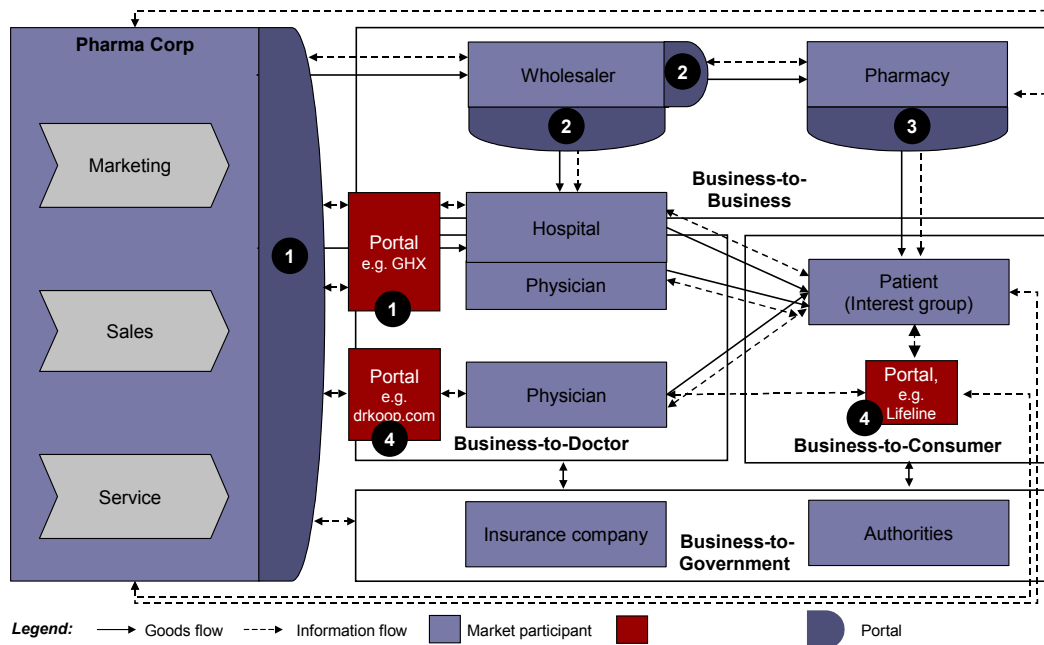 Pharma Corp
Marketing
Sales
Service
1
Wholesaler
2
2
Pharmacy
3
Business-to-
Business
Portal
e.g. GHX
1
Hospital
Physician
Patient
(Interest group)
Portal
e.g.
drkoop.com
4
Physician
Portal,
e.g.
Lifeline
4
Business-to-Doctor
Business-to-Consumer
Insurance company
Authorities
Business-to-
Government
Legend:
Goods flow
Information flow
Market participant
Portal